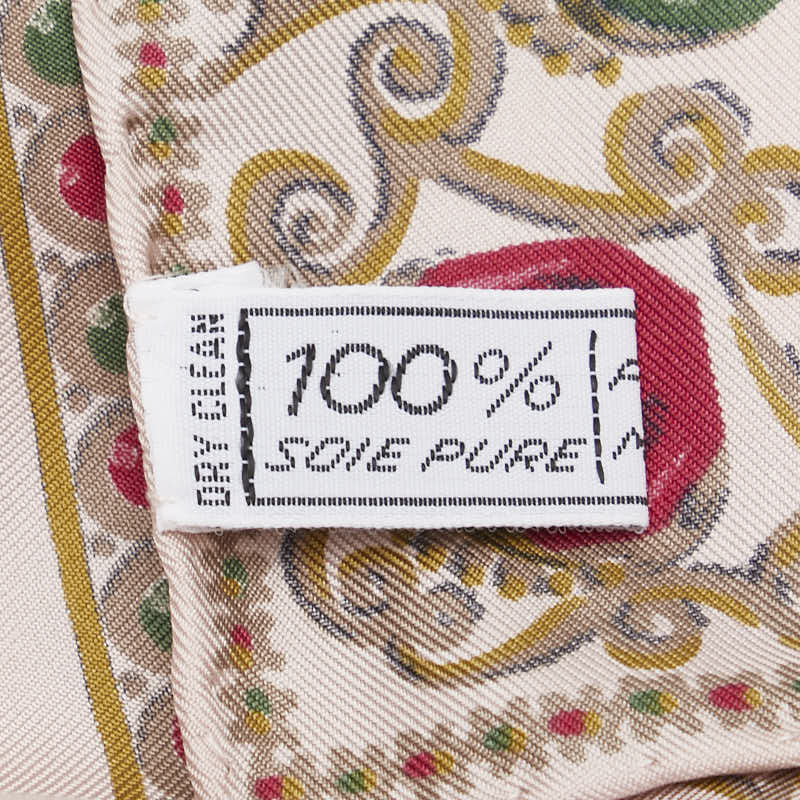 DRY CLEAN
100%
SOIE PURE